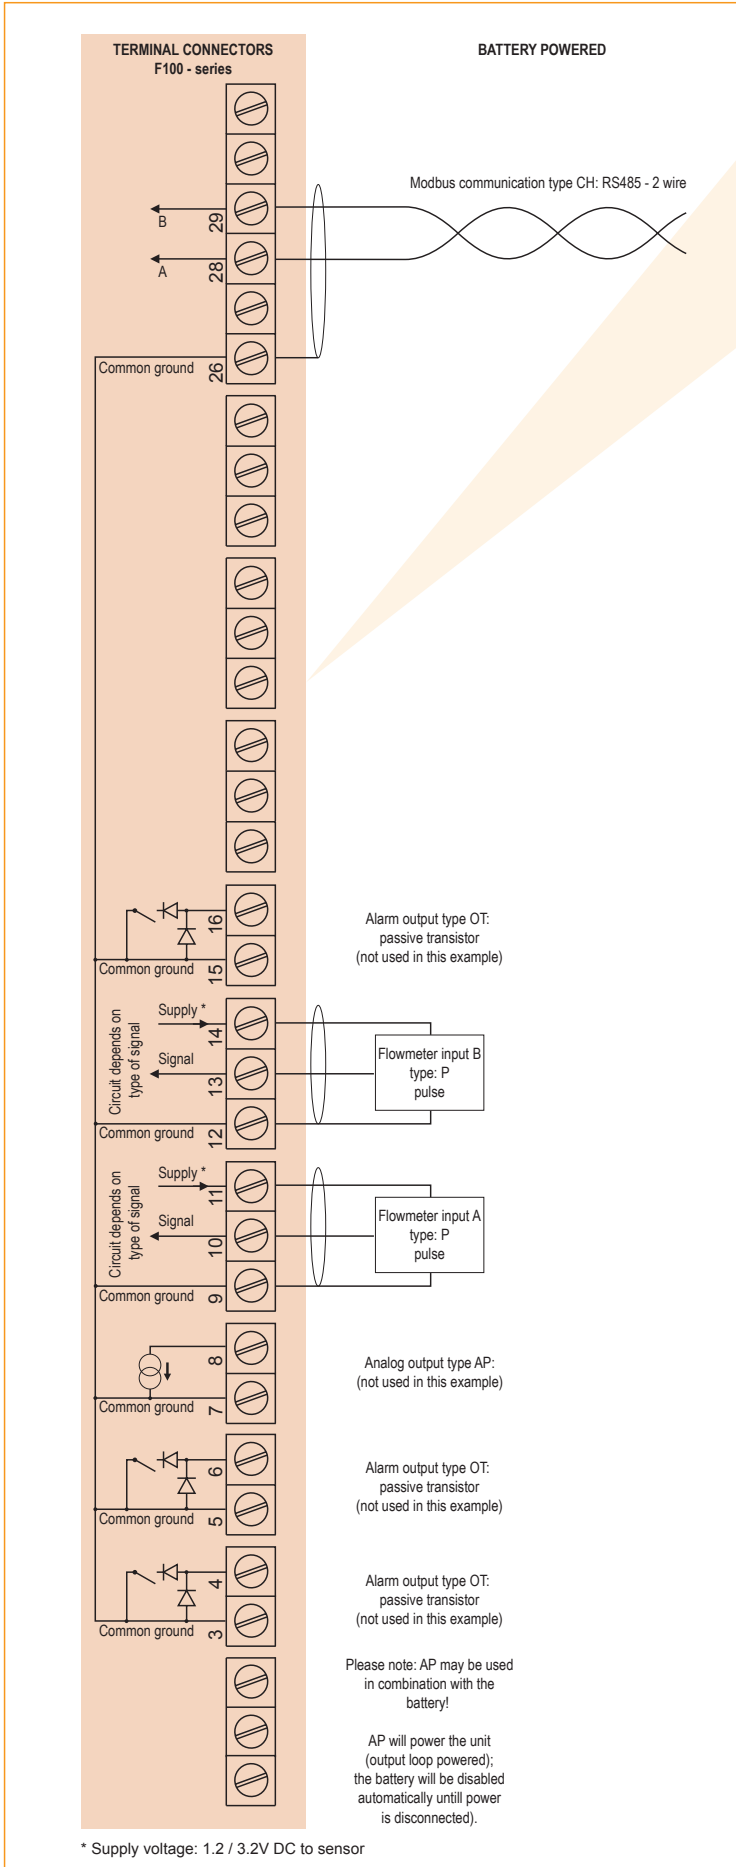 TERMINAL CONNECTORS
F100 - series
BATTERY POWERED
Modbus communication type CH: RS485 - 2 wire
B
29
A
28
Common ground
26
16
Alarm output type OT:
passive transistor
(not used in this example)
Common ground
15
Circuit depends on
type of signal
Supply *
14
Signal
13
Common ground
12
Flowmeter input B
type: P
pulse
Circuit depends on
type of signal
Supply *
11
Signal
10
Common ground
9
Flowmeter input A
type: P
pulse
8
Common ground
7
Analog output type AP:
(not used in this example)
6
Common ground
5
Alarm output type OT:
passive transistor
(not used in this example)
4
Common ground
3
Alarm output type OT:
passive transistor
(not used in this example)
Please note: AP may be used
in combination with the
battery!
AP will power the unit
(output loop powered);
the battery will be disabled
automatically untill power
is disconnected).
* Supply voltage: 1.2 / 3.2V DC to sensor